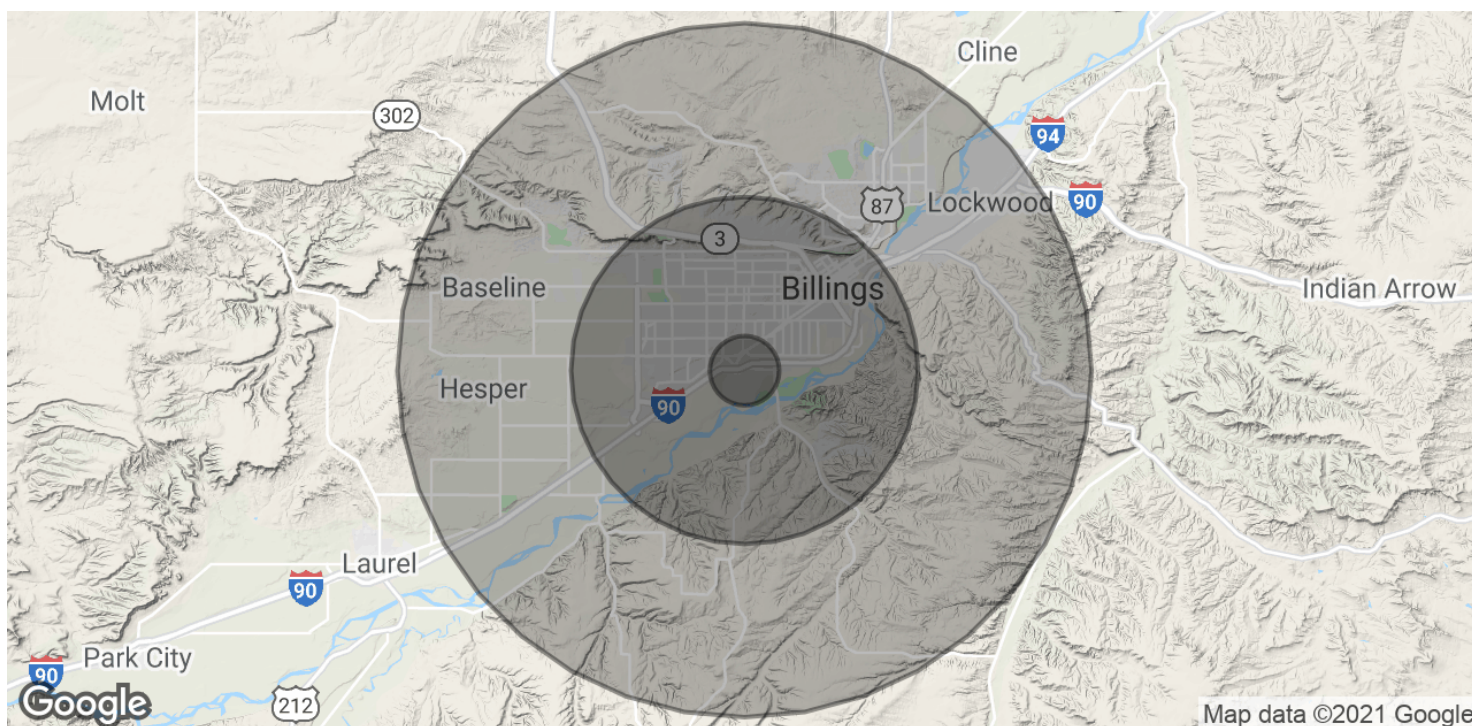 Cline
Molt
302
94
87
Lockwood
90
3
Baseline
Billings
Indian Arrow
Hesper
90
Laurel
90
Park City
90
212
Google
Map data ©2021 Google